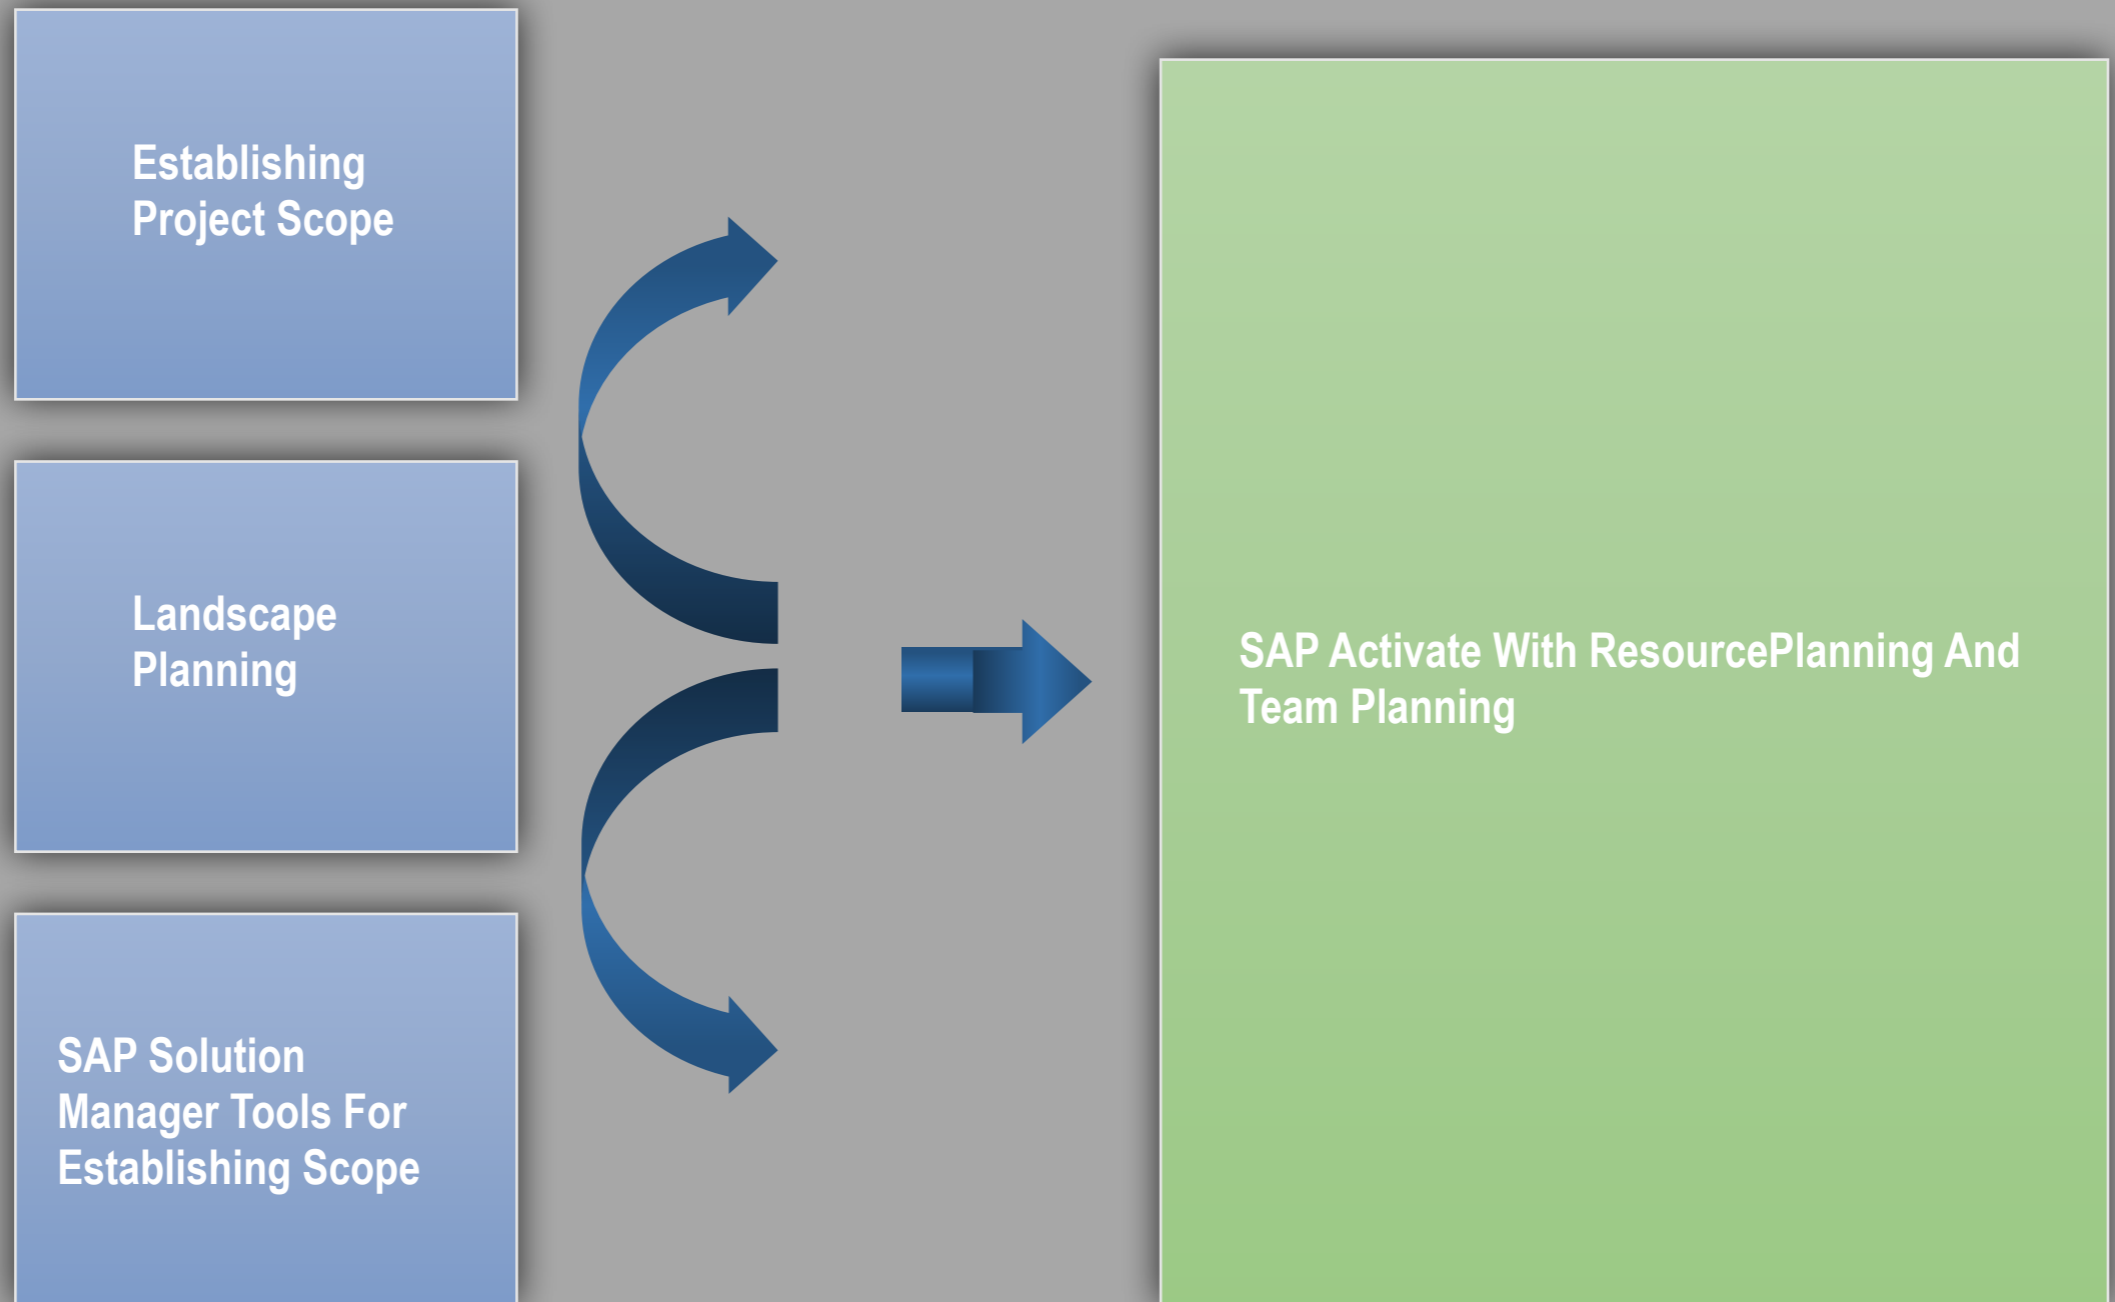 Establishing
Project Scope
Landscape
Planning
SAP Solution
Manager Tools For
Establishing Scope
SAP Activate With ResourcePlanning And
Team Planning